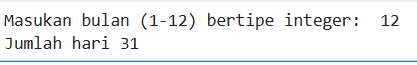 Masukan bulan (1-12) bertipe integer:  12
Jumlah hari 31